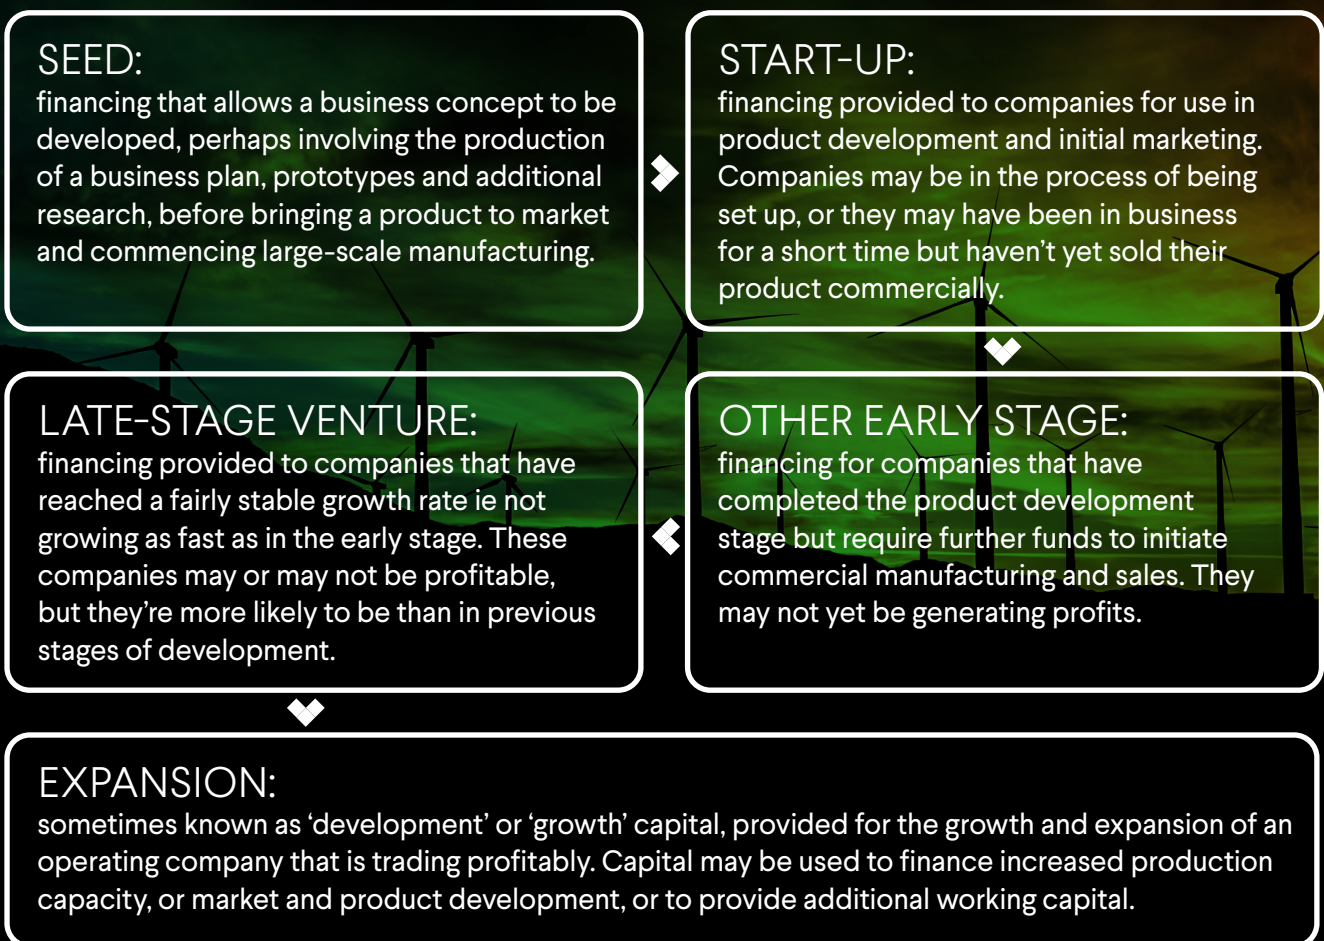 SEED:
financing that allows a business concept to be
developed, perhaps involving the production
of a business plan, prototypes and additional
research, before bringing a product to market
and commencing large-scale manufacturing.
START-UP:
financing provided to companies for use in
product development and initial marketing.
Companies may be in the process of being
set up, or they may have been in business
for a short time but haven’t yet sold their
product commercially.
OTHER EARLY STAGE:
financing for companies that have
completed the product development
stage but require further funds to initiate
commercial manufacturing and sales. They
may not yet be generating profits.
LATE-STAGE VENTURE:
financing provided to companies that have
reached a fairly stable growth rate ie not
growing as fast as in the early stage. These
companies may or may not be profitable,
but they’re more likely to be than in previous
stages of development.
EXPANSION:
sometimes known as ‘development’ or ‘growth’ capital, provided for the growth and expansion of an
operating company that is trading profitably. Capital may be used to finance increased production
capacity, or market and product development, or to provide additional working capital.